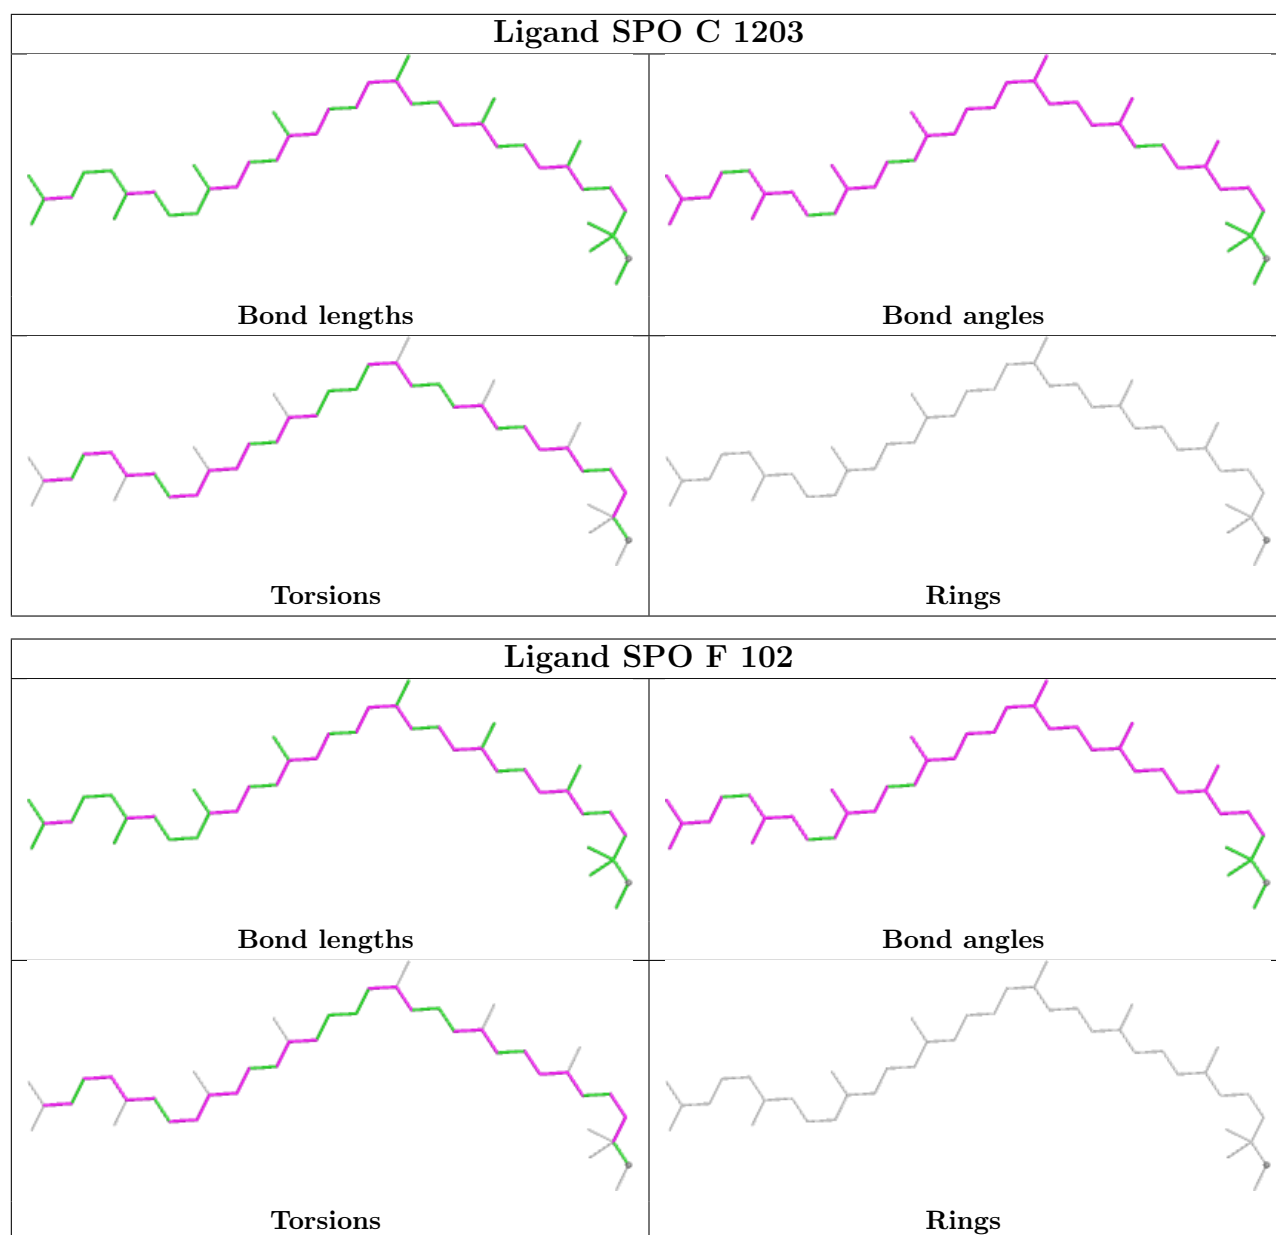 Ligand SPO C 1203
Bond lengths
Bond angles
Torsions
Rings
Ligand SPO F 102
Bond lengths
Bond angles
Torsions
Rings